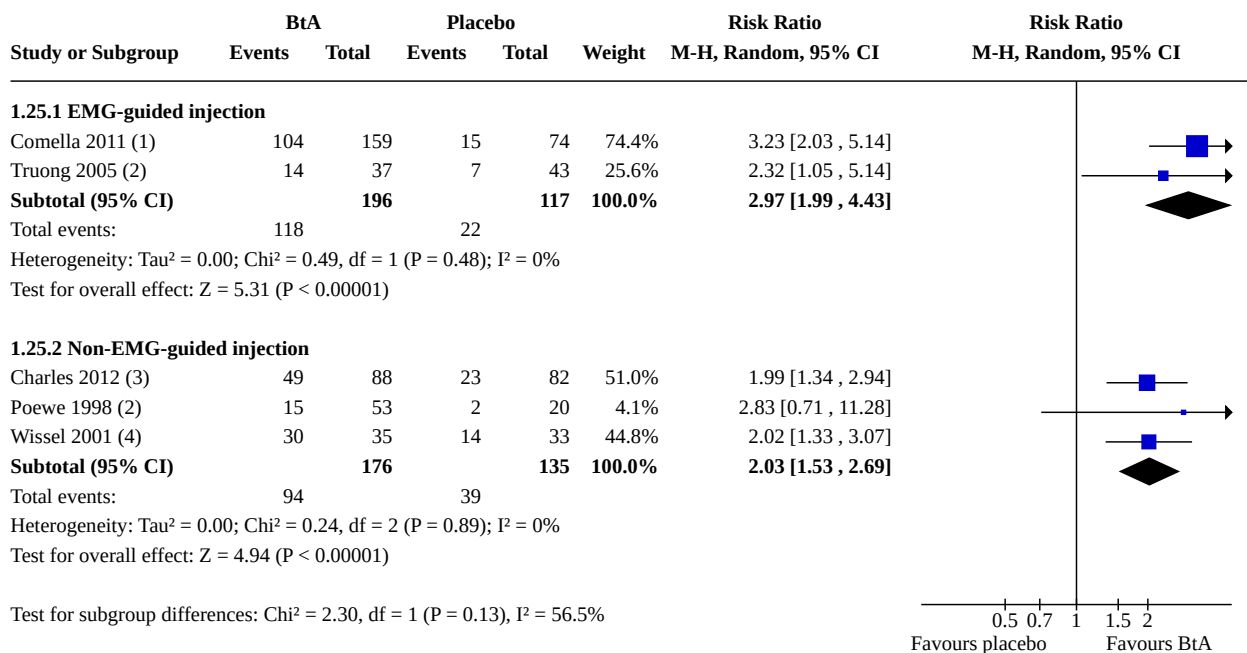 BtA Placebo Risk Ratio Risk Ratio
Study or Subgroup Events Total Events Total Weight M-H, Random, 95% CI M-H, Random, 95% CI
1.25.1 EMG-guided injection
Comella 2011 (1) 104 159 15 74 74.4% 3.23 [2.03 , 5.14]
Truong 2005 (2) 14 37 7 43 25.6% 2.32 [1.05 , 5.14]
Subtotal (95% CI) 196 117 100.0% 2.97 [1.99 , 4.43]
Total events: 118 22
Heterogeneity: Tau² = 0.00; Chi² = 0.49, df = 1 (P = 0.48); I² = 0%
Test for overall effect: Z = 5.31 (P < 0.00001)
1.25.2 Non-EMG-guided injection
Charles 2012 (3) 49 88 23 82 51.0% 1.99 [1.34 , 2.94]
Poewe 1998 (2) 15 53 2 20 4.1% 2.83 [0.71 , 11.28]
Wissel 2001 (4) 30 35 14 33 44.8% 2.02 [1.33 , 3.07]
Subtotal (95% CI) 176 135 100.0% 2.03 [1.53 , 2.69]
Total events: 94 39
Heterogeneity: Tau² = 0.00; Chi² = 0.24, df = 2 (P = 0.89); I² = 0%
Test for overall effect: Z = 4.94 (P < 0.00001)
Test for subgroup differences: Chi² = 2.30, df = 1 (P = 0.13), I² = 56.5%
0.5 0.7 1 1.5 2
Favours placebo Favours BtA